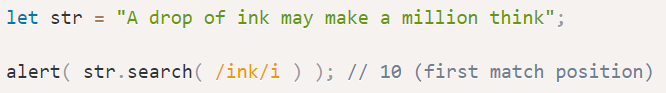 let str = "A drop of ink may make a million think";
alert( str.search( /ink/i ) ); // 10 (first match position)